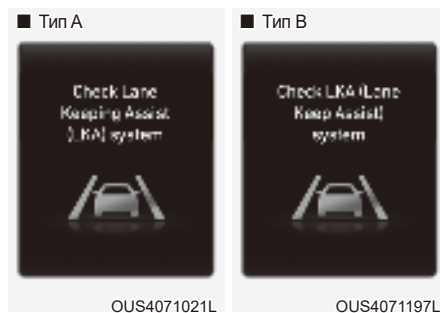 ■ Тип A
Check Lane
Keeping Assist
(LKA) system
OUS4071021L
■ Тип B
Check LKA (Lane
Keep Assist)
system
OUS4071197L